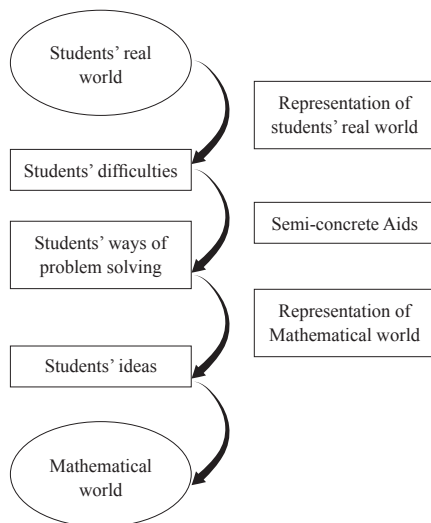 Students’ real
world
Representation of
students’ real world
Students’ difficulties
Semi-concrete Aids
Students’ ways of
problem solving
Representation of
Mathematical world
Students’ ideas
Mathematical
world